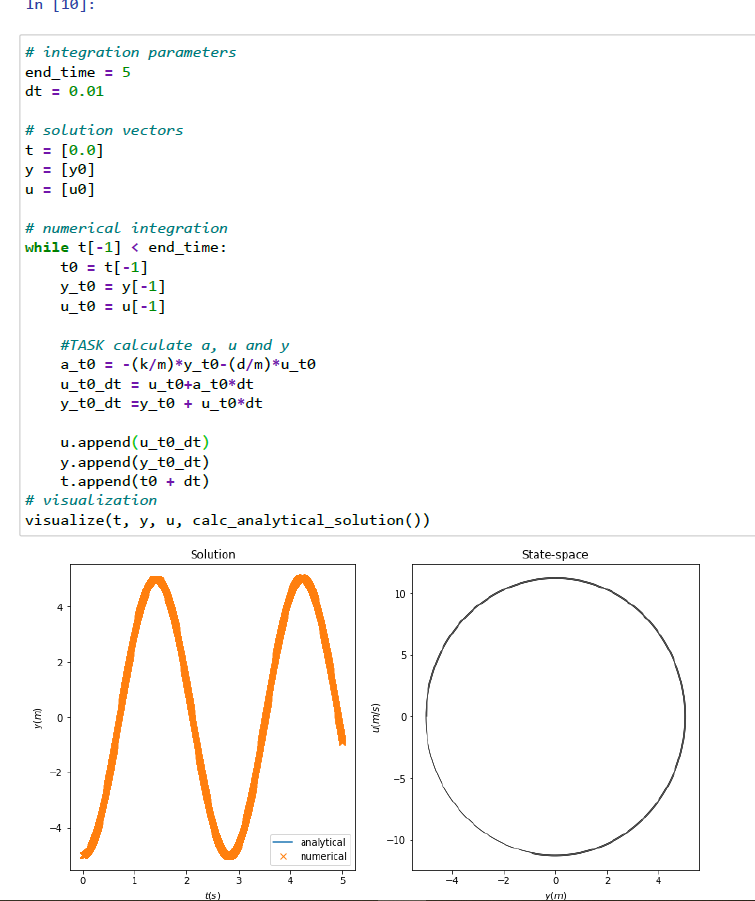 In [10]:
# integration parameters
end_time = 5
dt = 0.01
# solution vectors
t = [0.0]
y = [y0]
u = [u0]
# numerical integration
while t[-1] < end_time:
    t0 = t[-1]
    y_t0 = y[-1]
    u_t0 = u[-1]
    #TASK calculate a, u and y
    a_t0 = -(k/m)*y_t0-(d/m)*u_t0
    u_t0_dt = u_t0+a_t0*dt
    y_t0_dt =y_t0 + u_t0*dt
    u.append(u_t0_dt)
    y.append(y_t0_dt)
    t.append(t0 + dt)
# visualization
visualize(t, y, u, calc_analytical_solution())
Solution
4
2
0
−2
−4
y(m)
0 1 2 3 4 5
t(s)
analytical
numerical
State-space
10
5
0
−5
−10
u(m/s)
−4 −2 0 2 4
y(m)